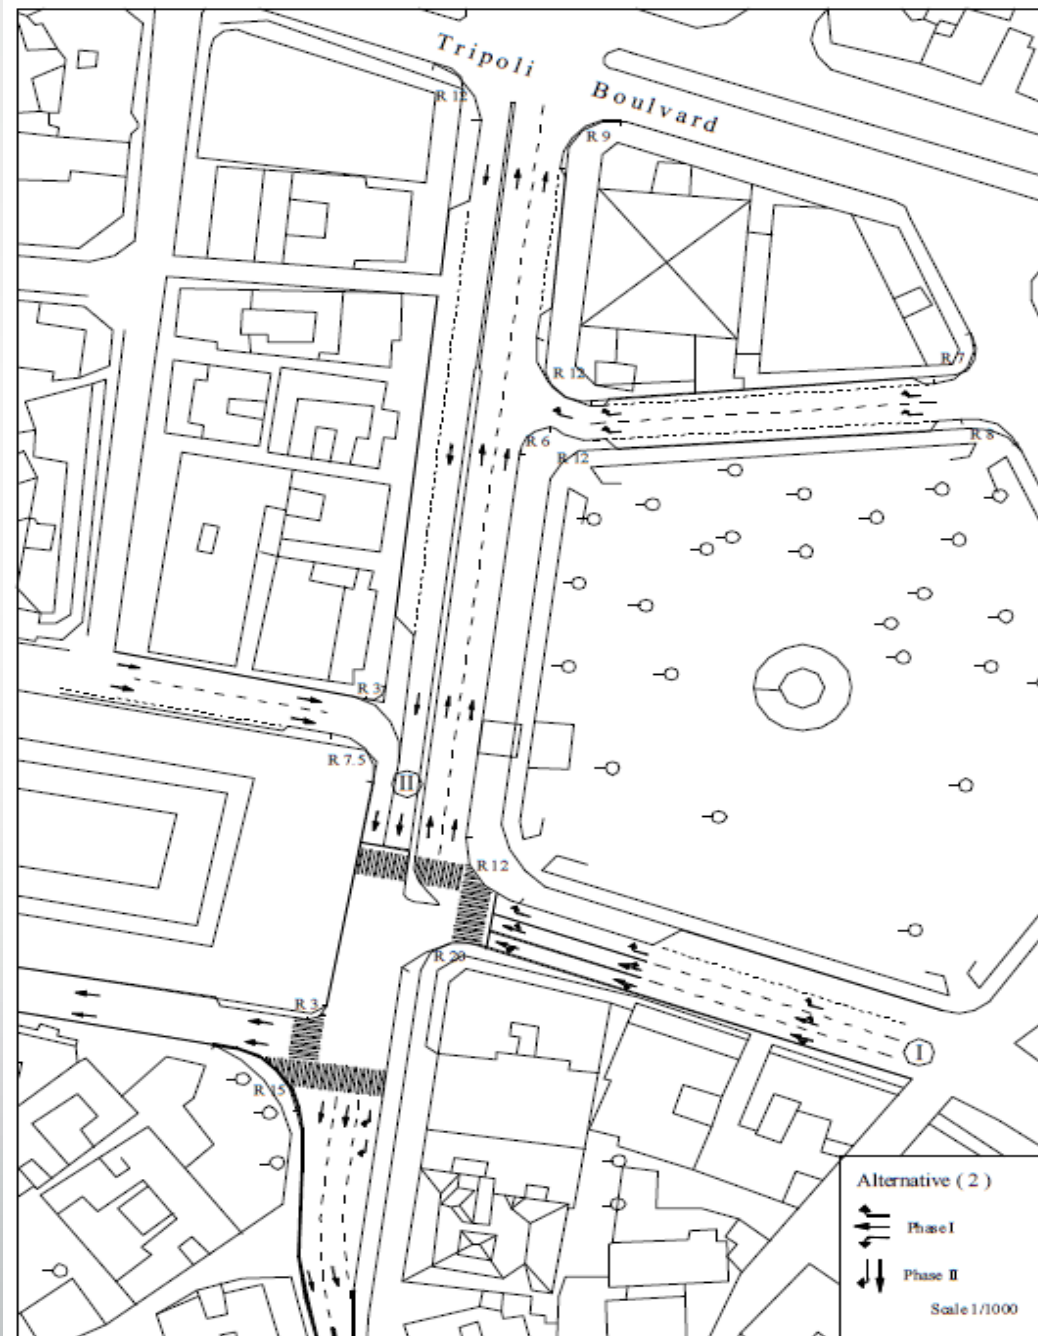 Tripoli
Boulvard
R 12
R 9
R 12
R 7
R 6
R 12
R 8
R 3
R 7.5
II
R 12
R 20
R 3
I
R 15
Alternative ( 2 )
Phase I
Phase II
Scale 1/1000